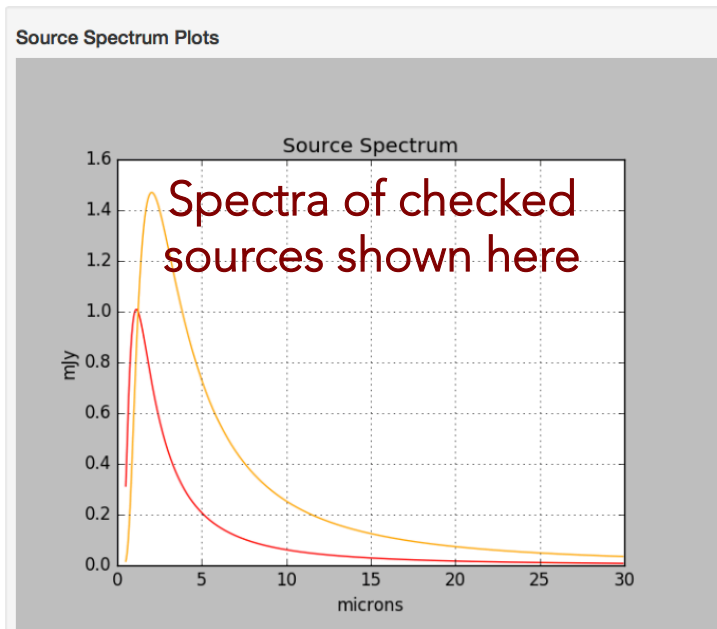 Source Spectrum Plots
Source Spectrum
Spectra of checked
sources shown here
mJy
1.6
1.4
1.2
1.0
0.8
0.6
0.4
0.2
0.0
0 5 10 15 20 25 30
microns